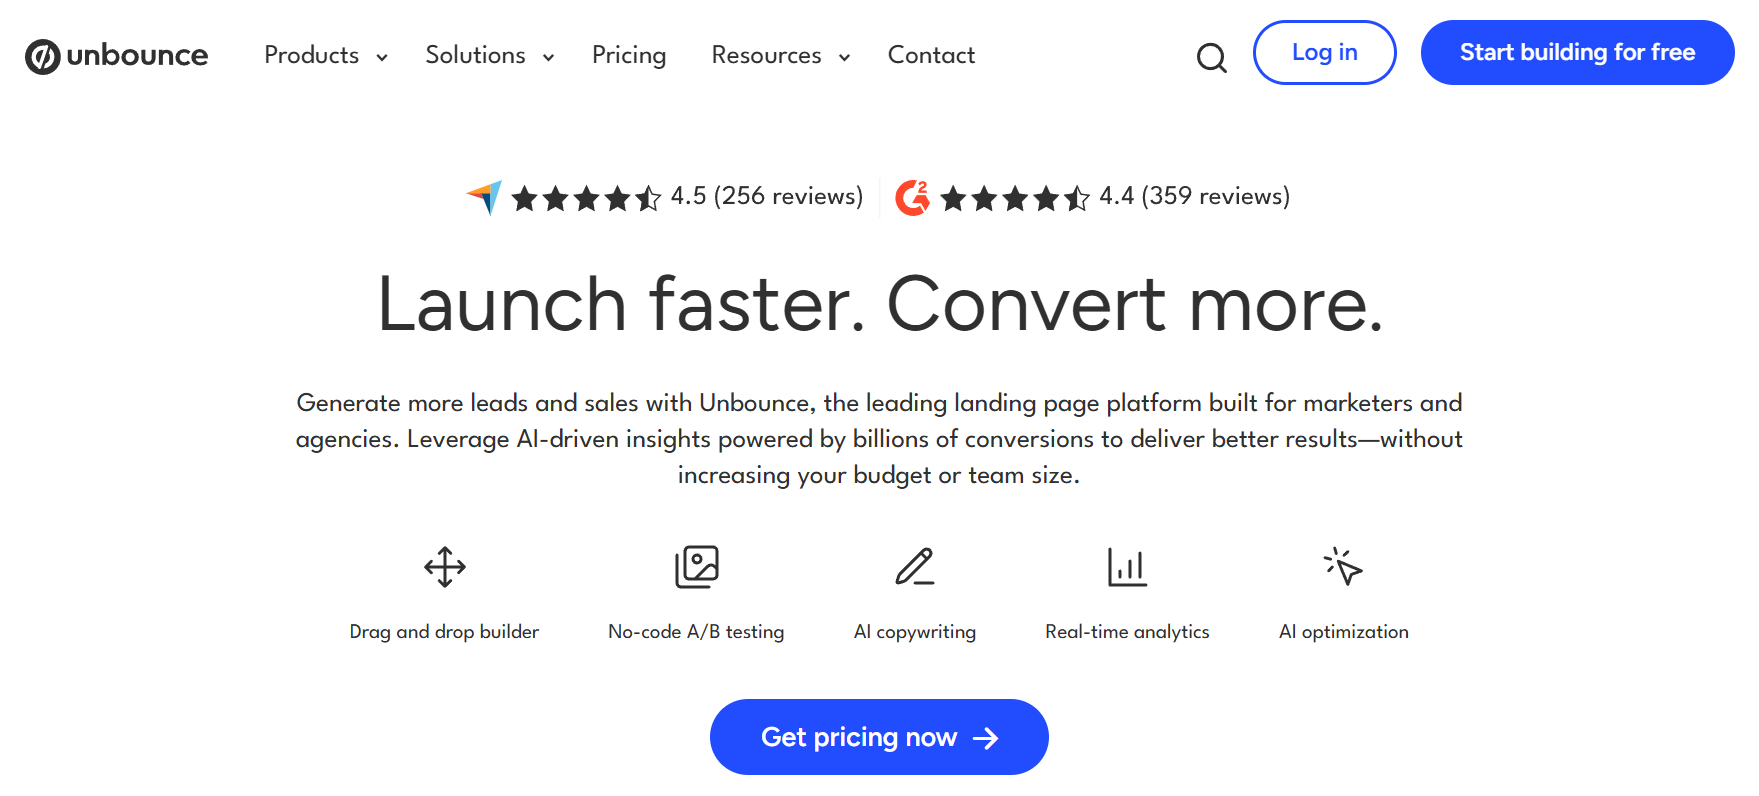 unbounce
Products
Solutions
Pricing
Resources
Contact
Log in
Start building for free
4.5 (256 reviews)
G2
4.4 (359 reviews)
Launch faster. Convert more.
Generate more leads and sales with Unbounce, the leading landing page platform built for marketers and
agencies. Leverage AI-driven insights powered by billions of conversions to deliver better results—without
increasing your budget or team size.
Drag and drop builder
No-code A/B testing
AI copywriting
Real-time analytics
AI optimization
Get pricing now